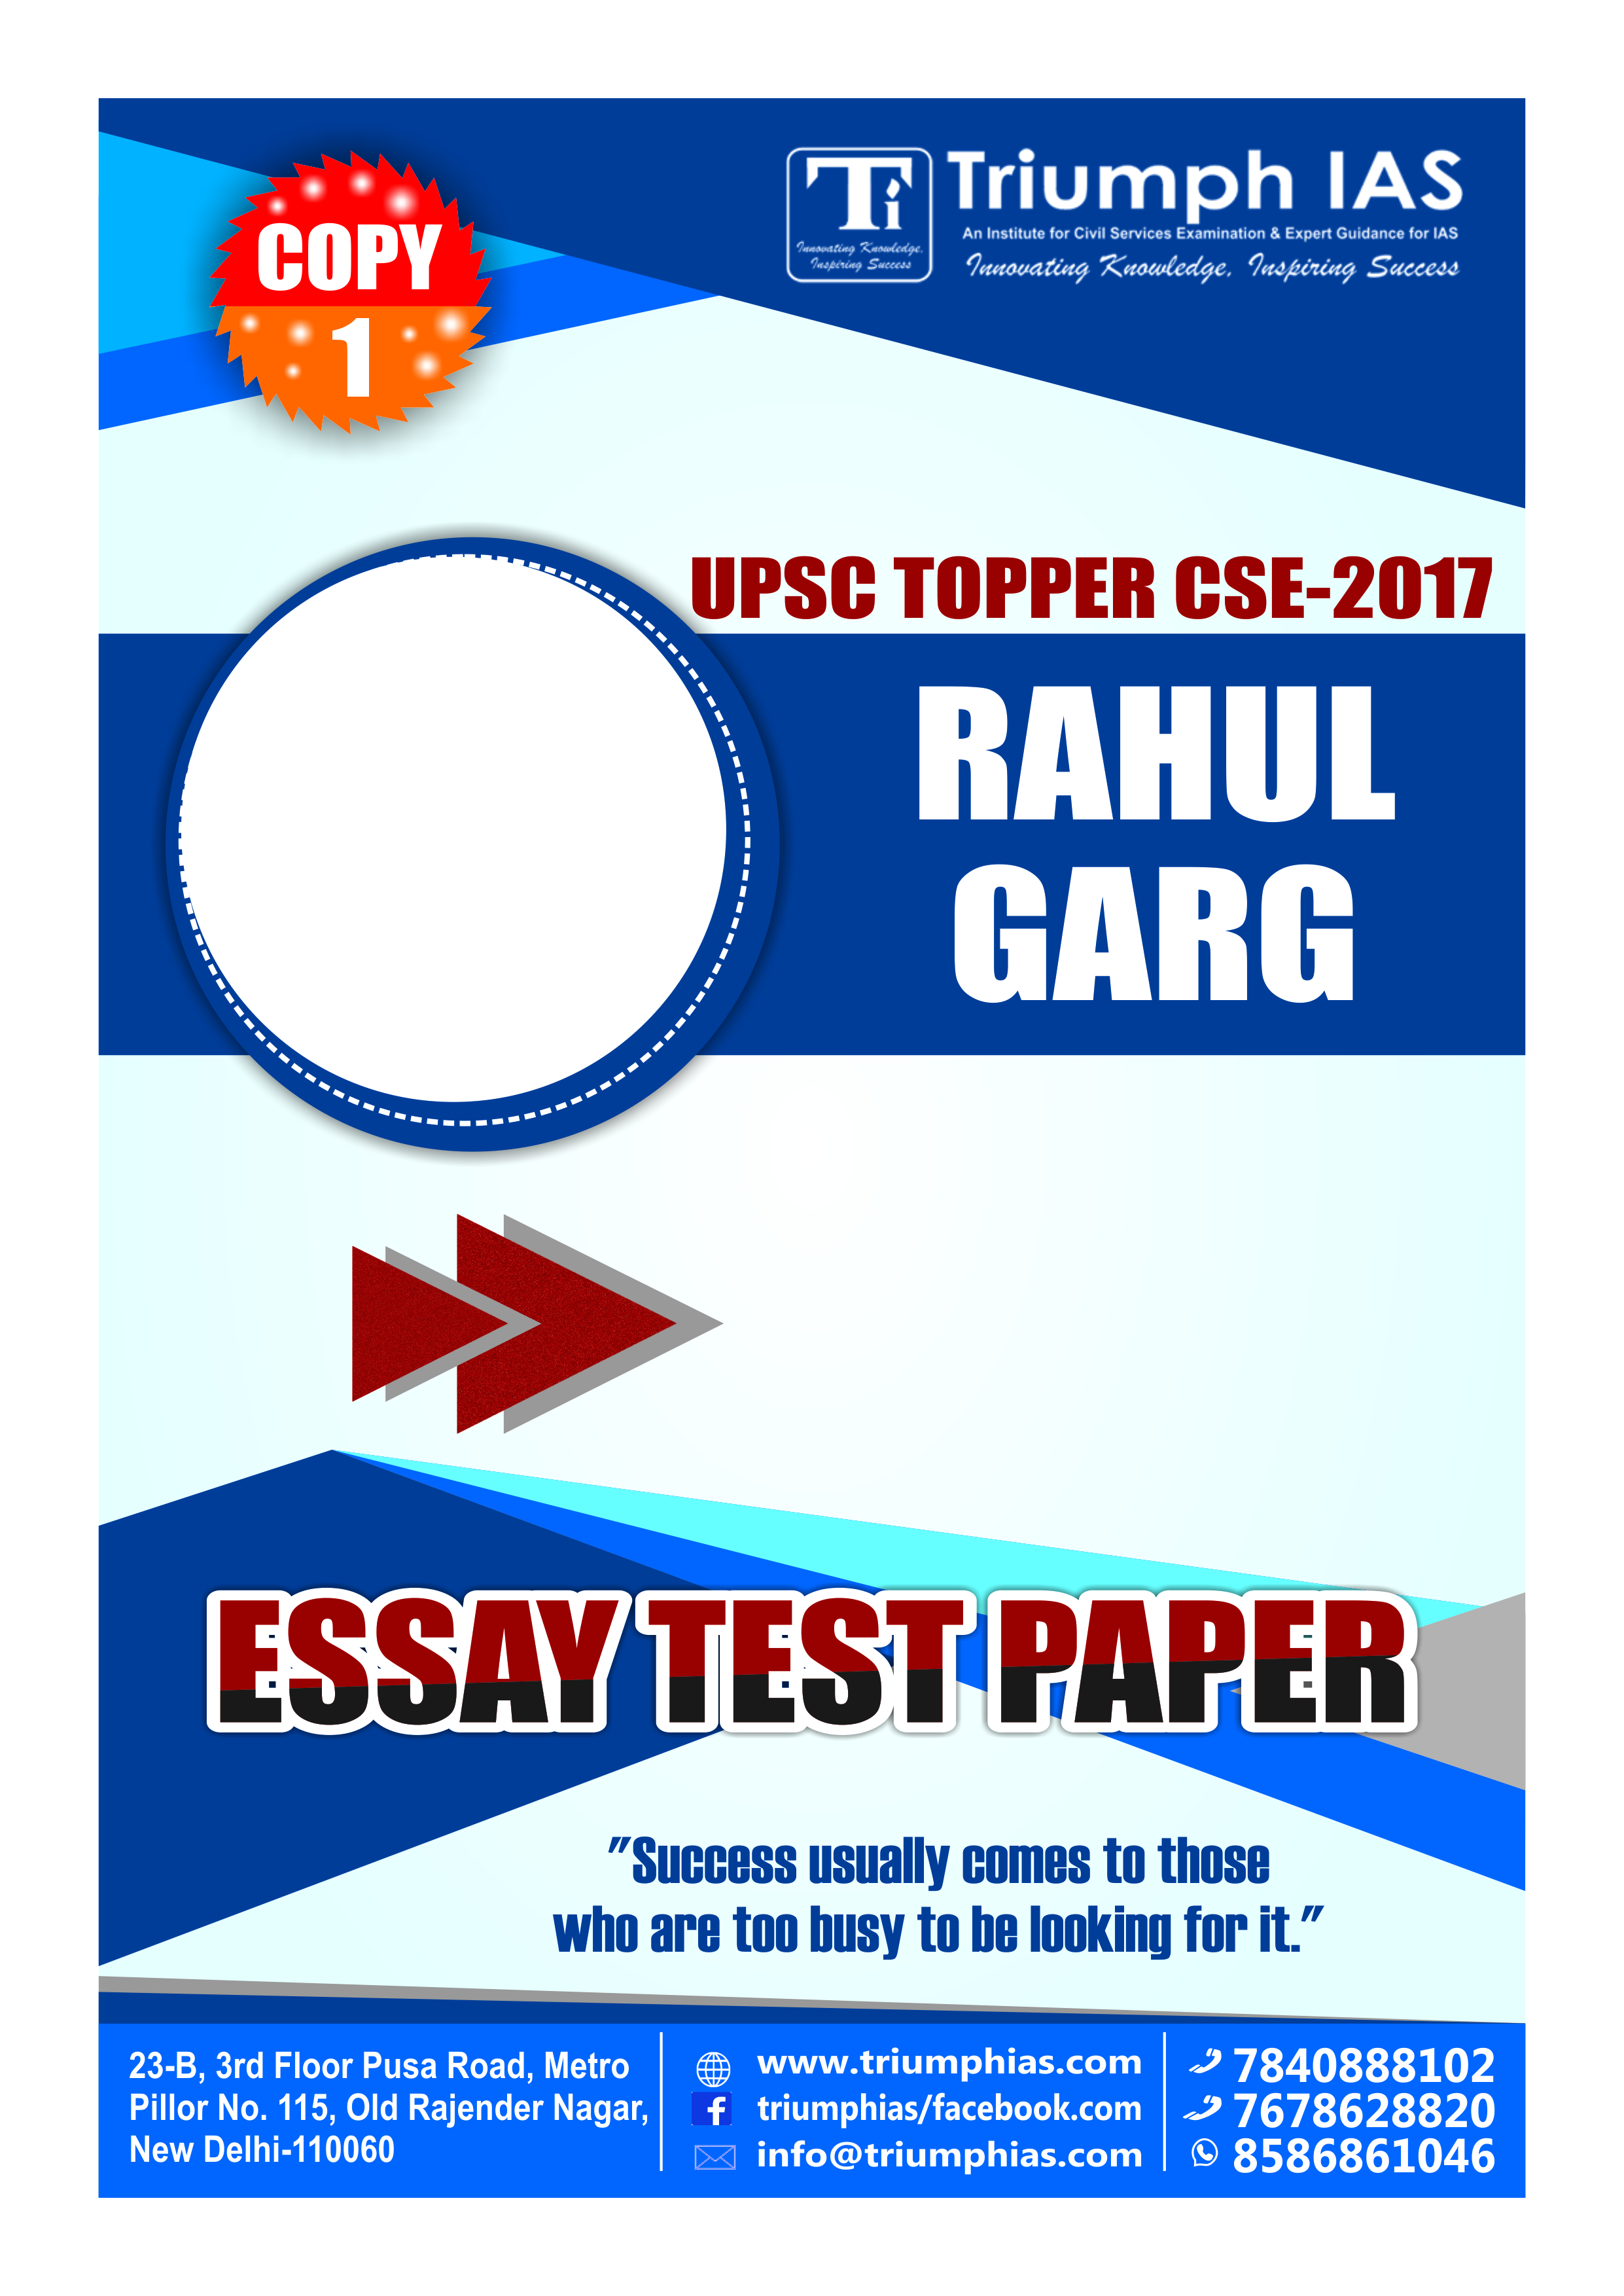 COPY
1
Ti
Innovating Knowledge,
Inspiring Success
Triumph IAS
An Institute for Civil Services Examination & Expert Guidance for IAS
Innovating Knowledge, Inspiring Success
UPSC TOPPER CSE-2017
RAHUL
GARG
ESSAY TEST PAPER
"Success usually comes to those
who are too busy to be looking for it."
23-B, 3rd Floor Pusa Road, Metro
Pillor No. 115, Old Rajender Nagar,
New Delhi-110060
www.triumphias.com
triumphias/facebook.com
info@triumphias.com
7840888102
7678628820
8586861046